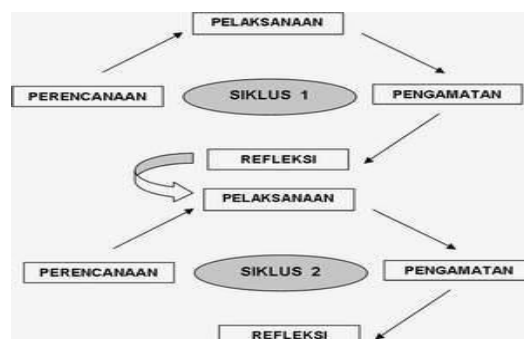 PELAKSANAAN
PERENCANAAN
SIKLUS 1
PENGAMATAN
REFLEKSI
PELAKSANAAN
PERENCANAAN
SIKLUS 2
PENGAMATAN
REFLEKSI